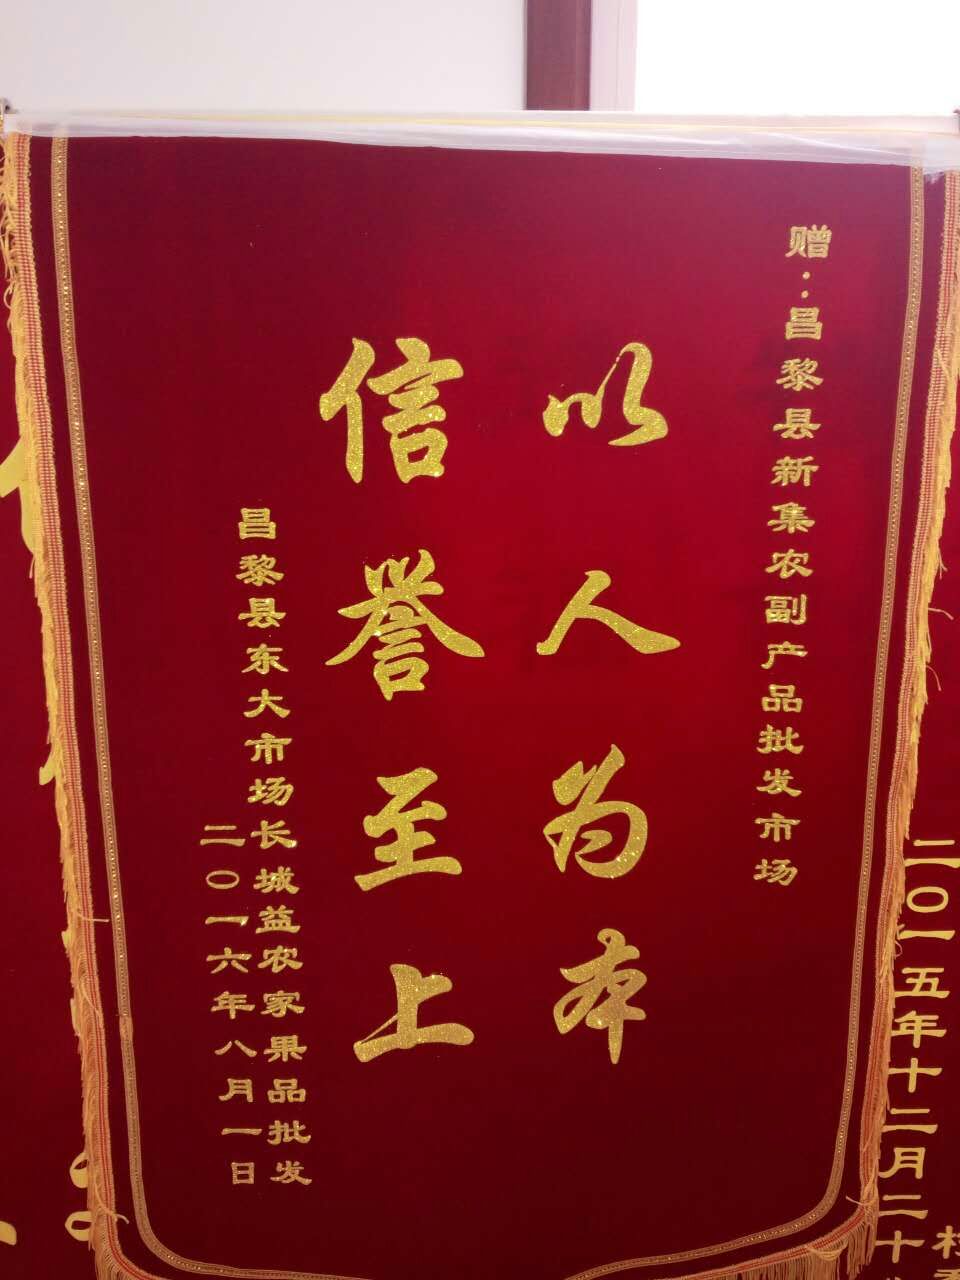 赠：昌黎县新集农副产品批发市场
以人为本
信誉至上
昌黎县东大市场长城益农家果品批发
二〇一六年八月一日
二〇一五年十二月二十